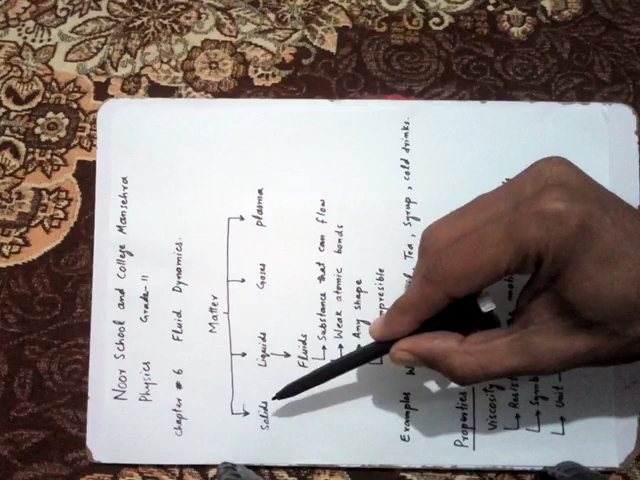 Noor School and College Mansehra
Physics Grade-11
Chapter # 6 Fluid Dynamics.
Matter
Solids Liquids Gases Plasma
Fluids
Substance that can flow
Weak atomic bonds
Any shape
Examples Tea, Syrup, cold drinks.
Properties
Viscosity
Unit